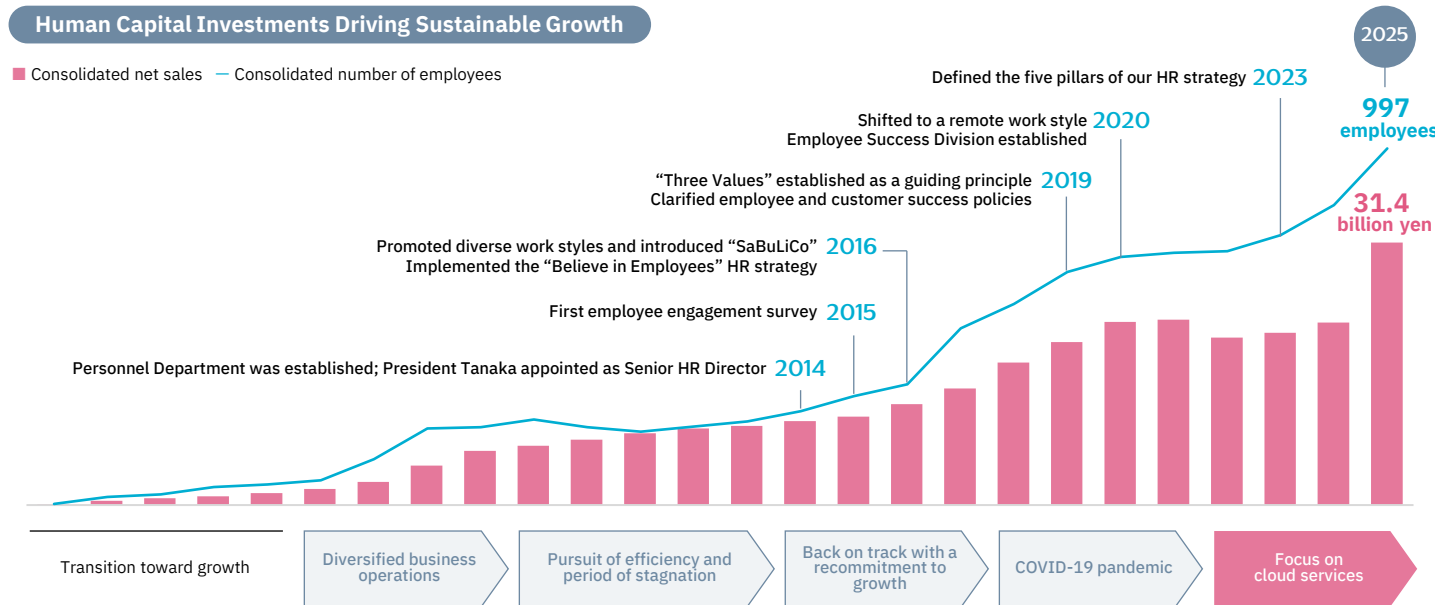 Human Capital Investments Driving Sustainable Growth
2025
Consolidated net sales
Consolidated number of employees
Defined the five pillars of our HR strategy 2023
997
employees
Shifted to a remote work style 2020
Employee Success Division established
“Three Values” established as a guiding principle 2019
Clarified employee and customer success policies
31.4
billion yen
Promoted diverse work styles and introduced “SaBuLiCo” 2016
Implemented the “Believe in Employees” HR strategy
First employee engagement survey 2015
Personnel Department was established; President Tanaka appointed as Senior HR Director 2014
Transition toward growth
Diversified business
operations
Pursuit of efficiency and
period of stagnation
Back on track with a
recommitment to
growth
COVID-19 pandemic
Focus on
cloud services